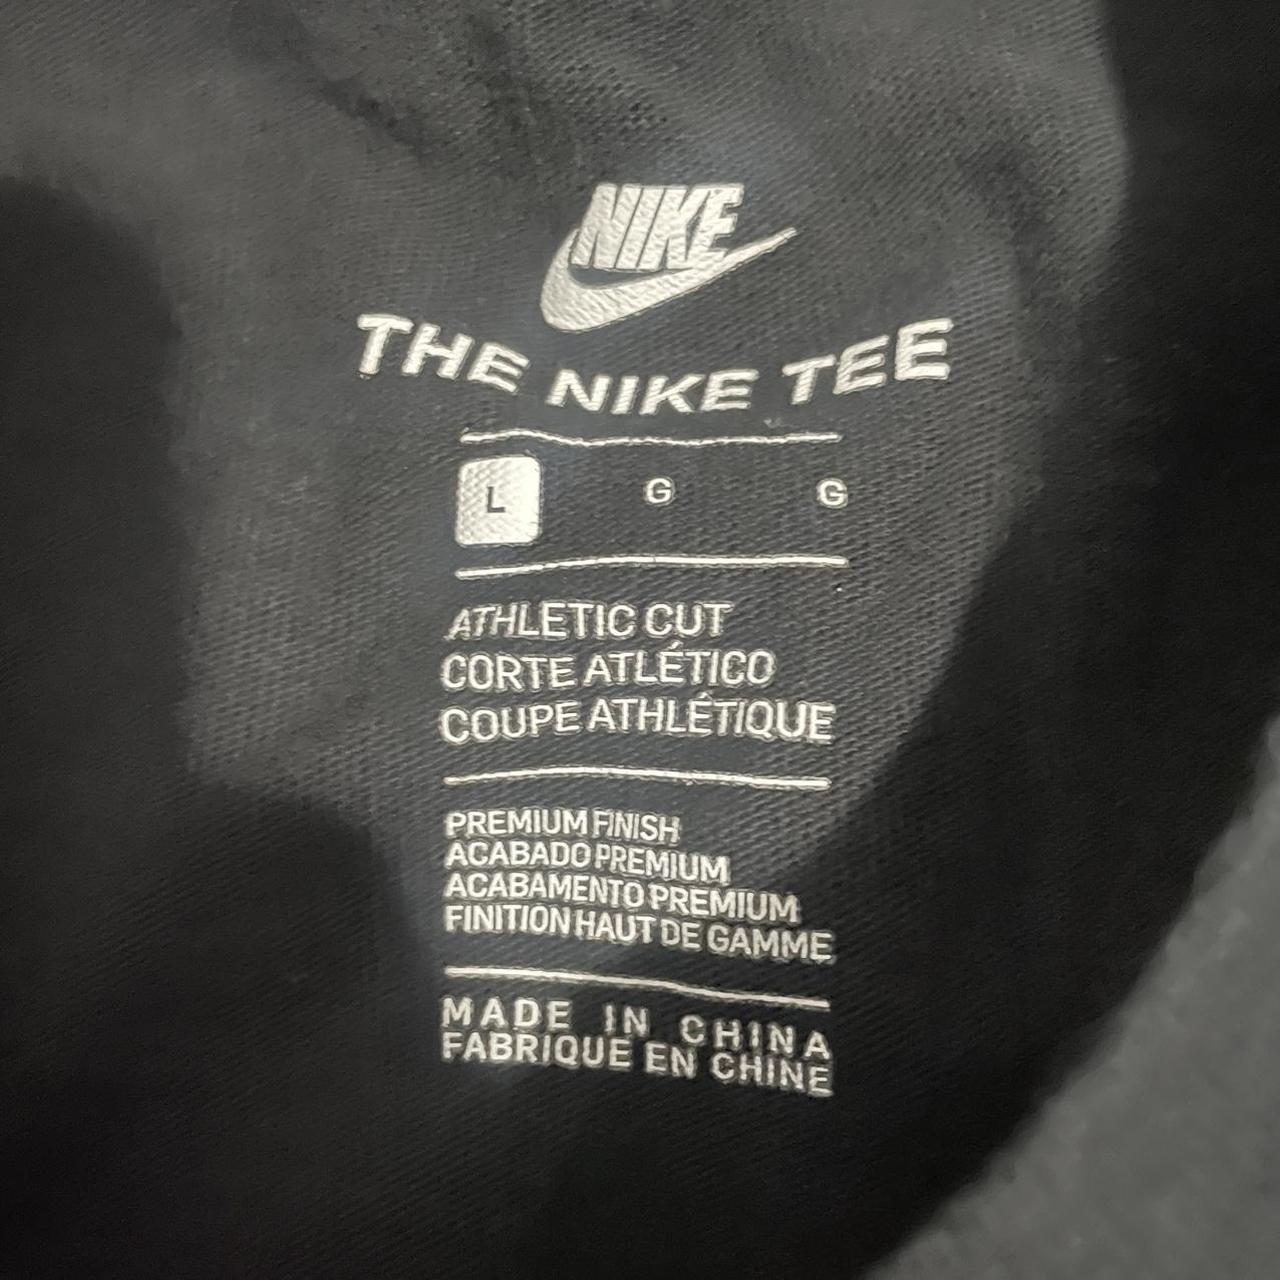 NIKE
THE NIKE TEE
L G G
ATHLETIC CUT
CORTE ATLÉTICO
COUPE ATHLÉTIQUE
PREMIUM FINISH
ACABADO PREMIUM
ACABAMENTO PREMIUM
FINITION HAUT DE GAMME
MADE IN CHINA
FABRIQUE EN CHINE